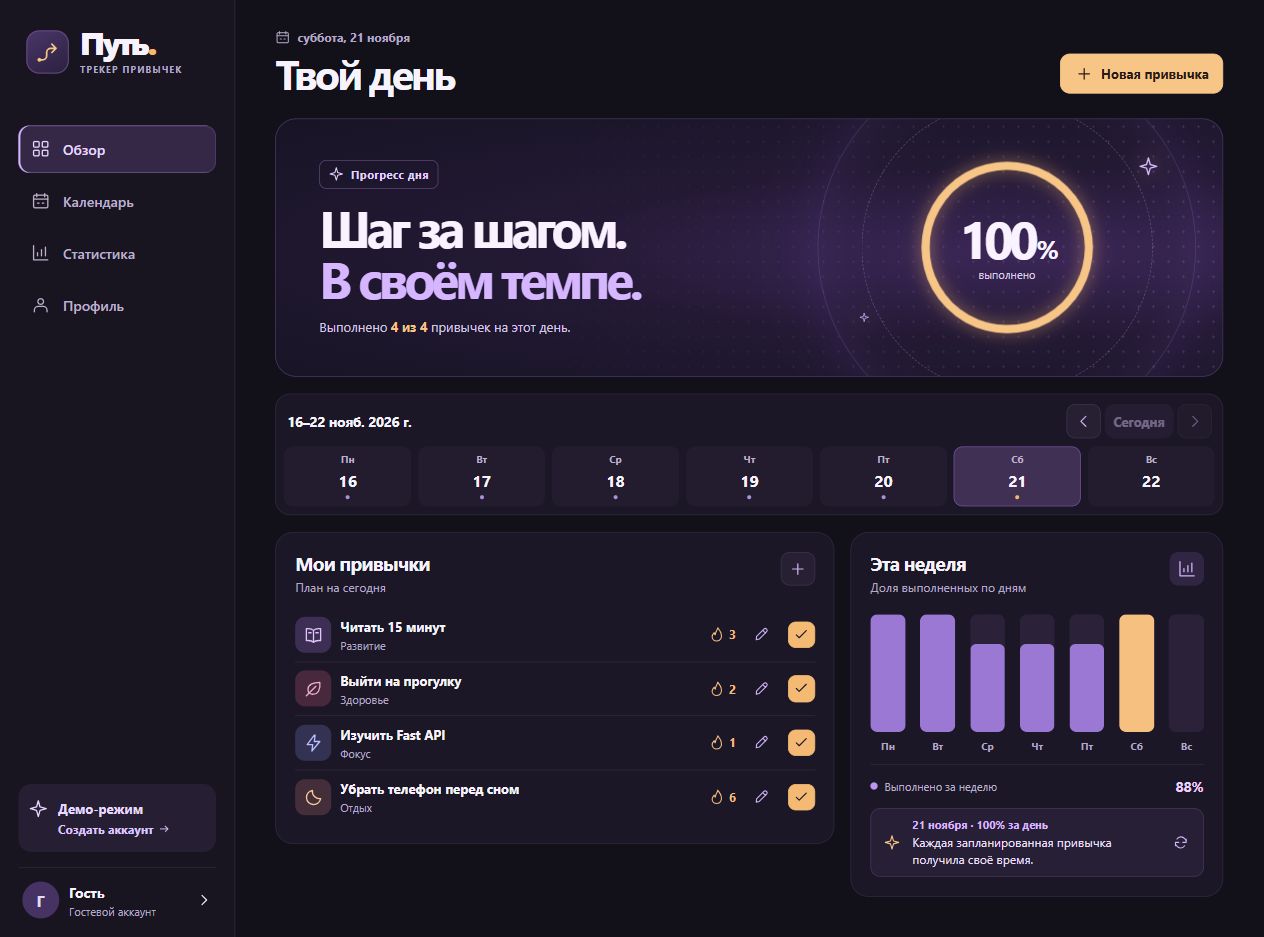 Путь.
ТРЕКЕР ПРИВЫЧЕК
Обзор
Календарь
Статистика
Профиль
Демо-режим
Создать аккаунт →
Г
Гость
Гостевой аккаунт
суббота, 21 ноября
Твой день
+ Новая привычка
Прогресс дня
Шаг за шагом.
В своём темпе.
Выполнено 4 из 4 привычек на этот день.
100%
выполнено
16–22 нояб. 2026 г.
Сегодня
Пн Вт Ср Чт Пт Сб Вс
16 17 18 19 20 21 22
Мои привычки
План на сегодня
Читать 15 минут
Развитие
3
Выйти на прогулку
Здоровье
2
Изучить Fast API
Фокус
1
Убрать телефон перед сном
Отдых
6
Эта неделя
Доля выполненных по дням
Пн Вт Ср Чт Пт Сб Вс
Выполнено за неделю 88%
21 ноября · 100% за день
Каждая запланированная привычка
получила своё время.